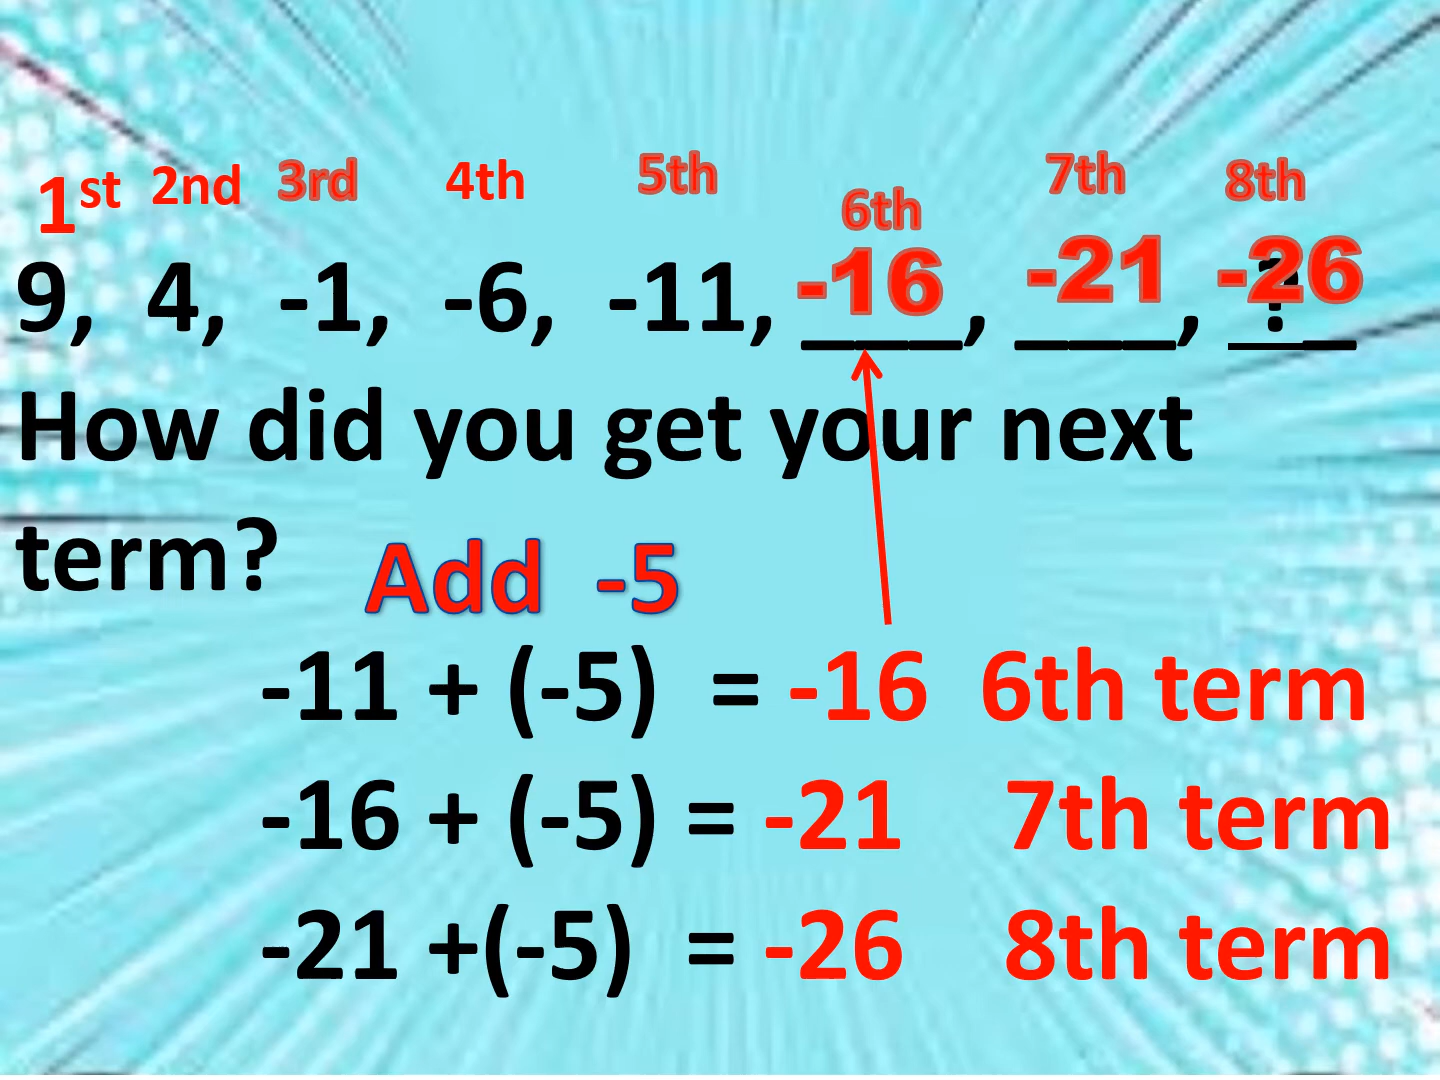 1st 2nd 3rd 4th 5th 6th 7th 8th
9, 4, -1, -6, -11, -16, -21, -26
How did you get your next
term?
Add -5
-11 + (-5) = -16 6th term
-16 + (-5) = -21 7th term
-21 +(-5) = -26 8th term